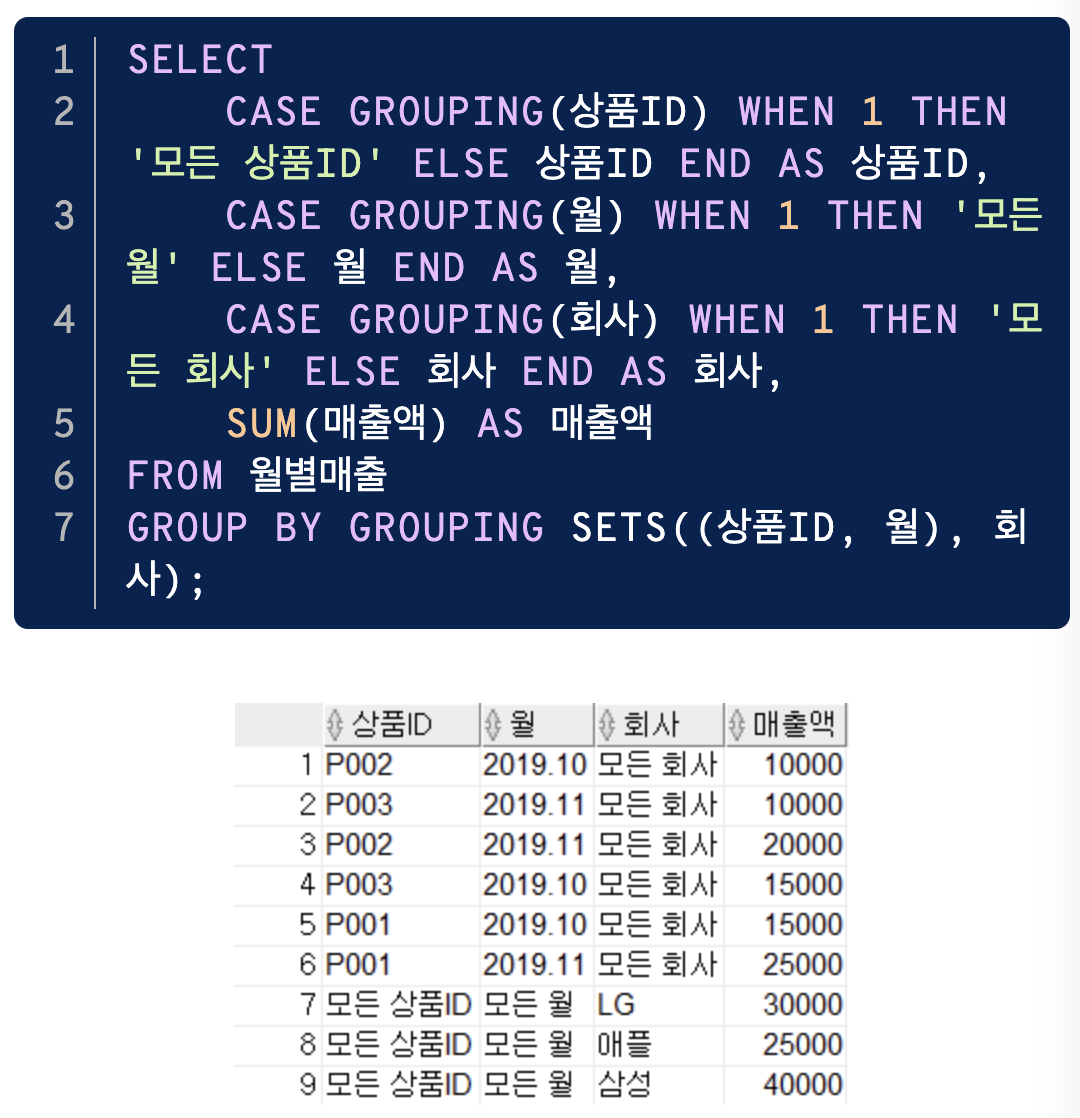 1 SELECT
2 CASE GROUPING(상품ID) WHEN 1 THEN
'모든 상품ID' ELSE 상품ID END AS 상품ID,
3 CASE GROUPING(월) WHEN 1 THEN '모든
월' ELSE 월 END AS 월,
4 CASE GROUPING(회사) WHEN 1 THEN '모
든 회사' ELSE 회사 END AS 회사,
5 SUM(매출액) AS 매출액
6 FROM 월별매출
7 GROUP BY GROUPING SETS((상품ID, 월), 회
사);
상품ID 월 회사 매출액
1 P002 2019.10 모든 회사 10000
2 P003 2019.11 모든 회사 10000
3 P002 2019.11 모든 회사 20000
4 P003 2019.10 모든 회사 15000
5 P001 2019.10 모든 회사 15000
6 P001 2019.11 모든 회사 25000
7 모든 상품ID 모든 월 LG 30000
8 모든 상품ID 모든 월 애플 25000
9 모든 상품ID 모든 월 삼성 40000